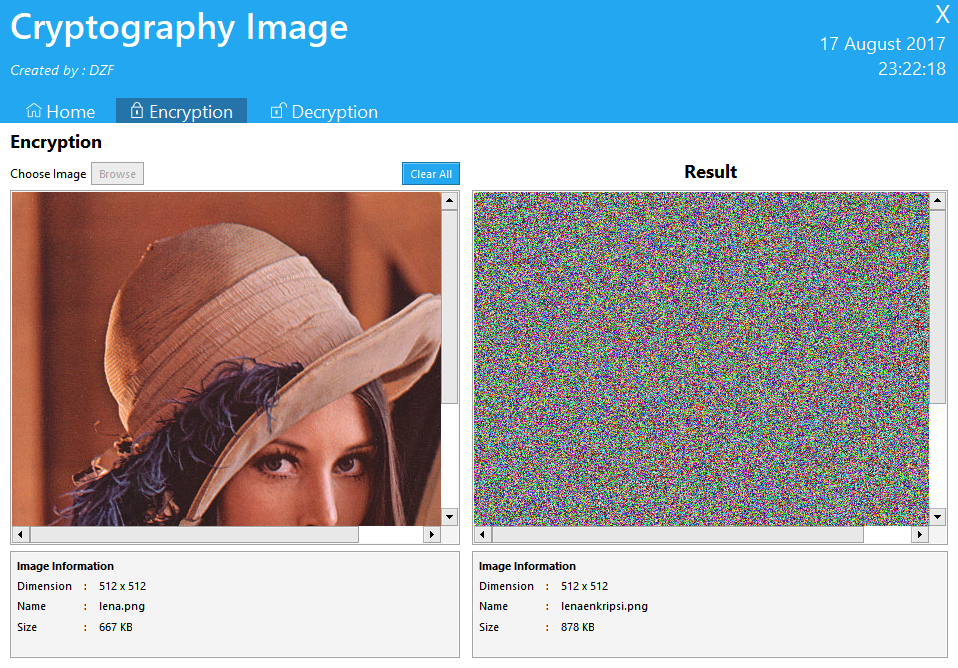 Cryptography Image
X
17 August 2017
Created by : DZF
23:22:18
Home
Encryption
Decryption
Encryption
Choose Image
Browse
Clear All
Result
Image Information
Dimension : 512 x 512
Name : lena.png
Size : 667 KB
Image Information
Dimension : 512 x 512
Name : lenaenkripsi.png
Size : 878 KB